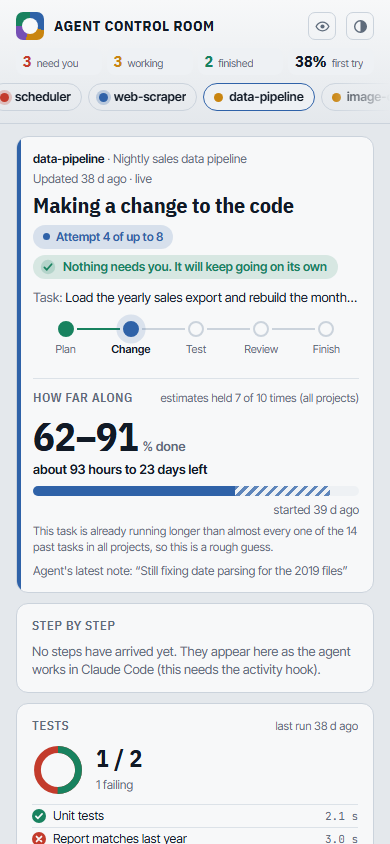 AGENT CONTROL ROOM
3 need you 3 working 2 finished 38% first try
scheduler web-scraper data-pipeline image-
data-pipeline · Nightly sales data pipeline
Updated 38 d ago · live
Making a change to the code
Attempt 4 of up to 8
Nothing needs you. It will keep going on its own
Task: Load the yearly sales export and rebuild the month…
Plan Change Test Review Finish
HOW FAR ALONG estimates held 7 of 10 times (all projects)
62–91 % done
about 93 hours to 23 days left
started 39 d ago
This task is already running longer than almost every one of the 14
past tasks in all projects, so this is a rough guess.
Agent's latest note: “Still fixing date parsing for the 2019 files”
STEP BY STEP
No steps have arrived yet. They appear here as the agent
works in Claude Code (this needs the activity hook).
TESTS last run 38 d ago
1 / 2
1 failing
Unit tests 2.1 s
Report matches last year 3.0 s